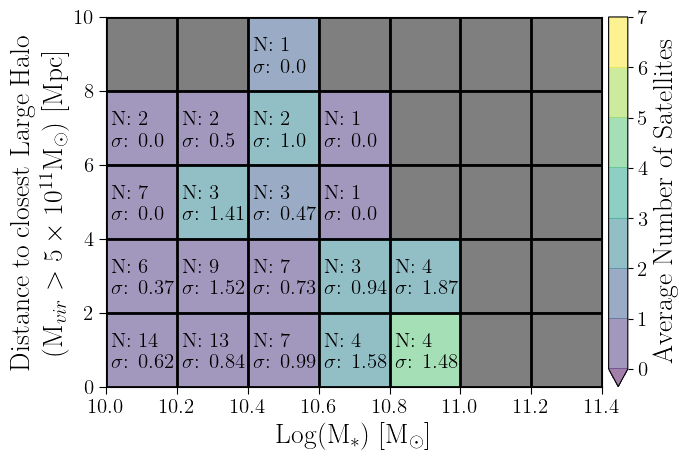 10
8
6
4
2
0
Distance to closest Large Halo
(M_vir > 5 × 10^11 M_⊙) [Mpc]
N: 1
σ: 0.0
N: 2
σ: 0.0
N: 2
σ: 0.5
N: 2
σ: 1.0
N: 1
σ: 0.0
N: 7
σ: 0.0
N: 3
σ: 1.41
N: 3
σ: 0.47
N: 1
σ: 0.0
N: 6
σ: 0.37
N: 9
σ: 1.52
N: 7
σ: 0.73
N: 3
σ: 0.94
N: 4
σ: 1.87
N: 14
σ: 0.62
N: 13
σ: 0.84
N: 7
σ: 0.99
N: 4
σ: 1.58
N: 4
σ: 1.48
10.0 10.2 10.4 10.6 10.8 11.0 11.2 11.4
Log(M_*) [M_⊙]
7
6
5
4
3
2
1
0
Average Number of Satellites